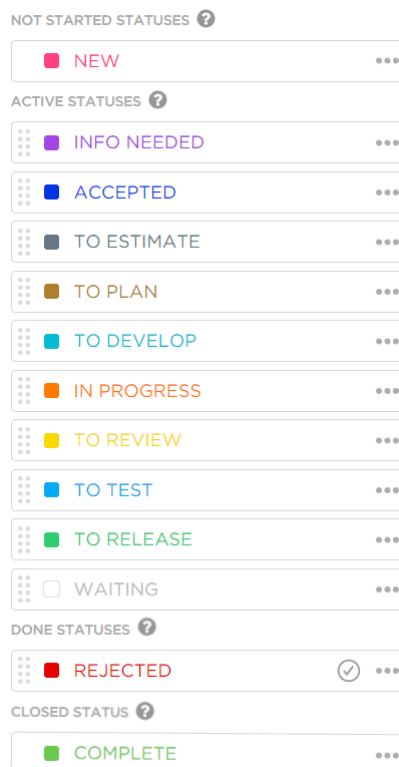 NOT STARTED STATUSES ?
NEW
ACTIVE STATUSES ?
INFO NEEDED
ACCEPTED
TO ESTIMATE
TO PLAN
TO DEVELOP
IN PROGRESS
TO REVIEW
TO TEST
TO RELEASE
WAITING
DONE STATUSES ?
REJECTED
CLOSED STATUS ?
COMPLETE